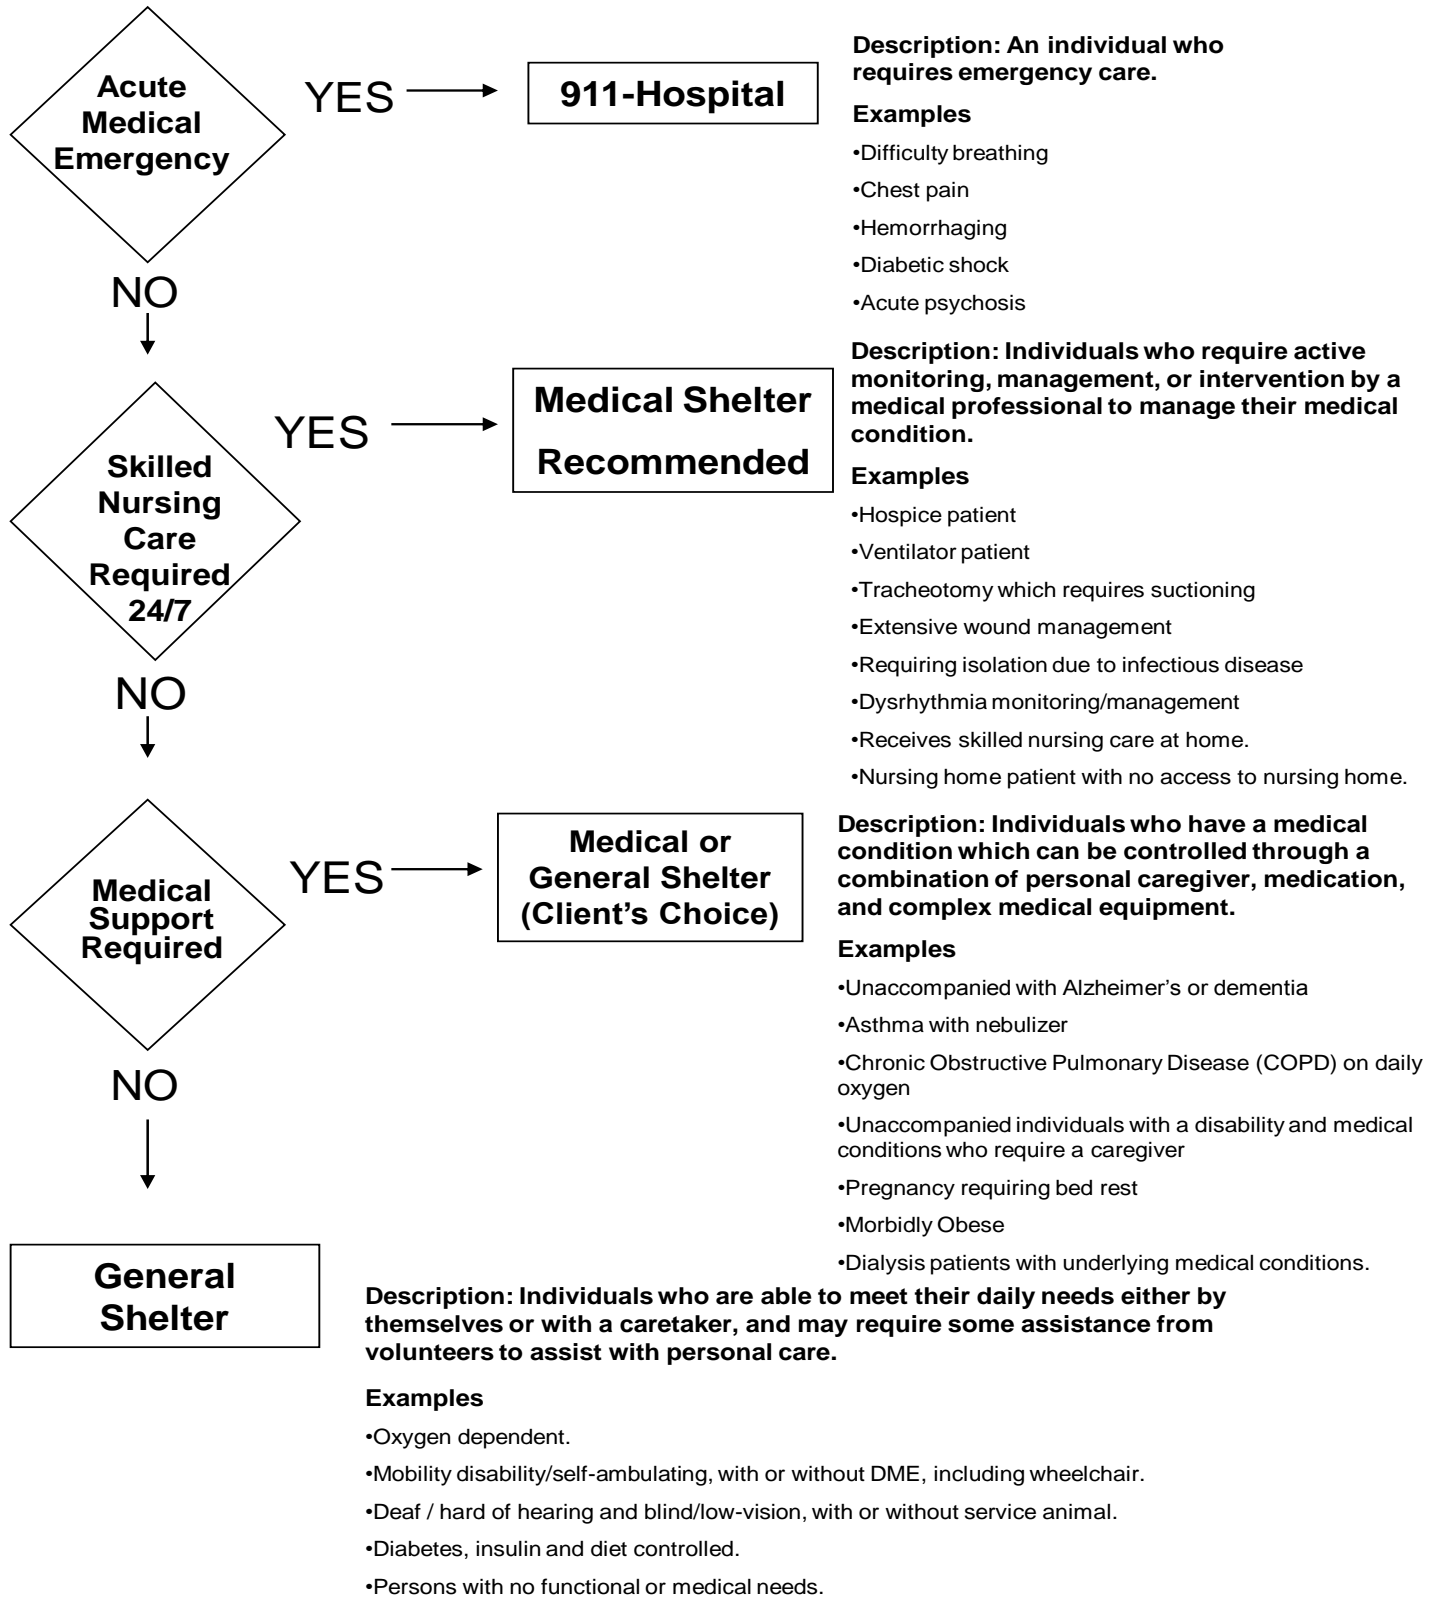 Acute
Medical
Emergency
YES
911-Hospital
Description: An individual who
requires emergency care.
Examples
•Difficulty breathing
•Chest pain
•Hemorrhaging
•Diabetic shock
•Acute psychosis
NO
Skilled
Nursing
Care
Required
24/7
YES
Medical Shelter
Recommended
Description: Individuals who require active
monitoring, management, or intervention by a
medical professional to manage their medical
condition.
Examples
•Hospice patient
•Ventilator patient
•Tracheotomy which requires suctioning
•Extensive wound management
•Requiring isolation due to infectious disease
•Dysrhythmia monitoring/management
•Receives skilled nursing care at home.
•Nursing home patient with no access to nursing home.
NO
Medical
Support
Required
YES
Medical or
General Shelter
(Client’s Choice)
Description: Individuals who have a medical
condition which can be controlled through a
combination of personal caregiver, medication,
and complex medical equipment.
Examples
•Unaccompanied with Alzheimer’s or dementia
•Asthma with nebulizer
•Chronic Obstructive Pulmonary Disease (COPD) on daily
oxygen
•Unaccompanied individuals with a disability and medical
conditions who require a caregiver
•Pregnancy requiring bed rest
•Morbidly Obese
•Dialysis patients with underlying medical conditions.
NO
General
Shelter
Description: Individuals who are able to meet their daily needs either by
themselves or with a caretaker, and may require some assistance from
volunteers to assist with personal care.
Examples
•Oxygen dependent.
•Mobility disability/self-ambulating, with or without DME, including wheelchair.
•Deaf / hard of hearing and blind/low-vision, with or without service animal.
•Diabetes, insulin and diet controlled.
•Persons with no functional or medical needs.